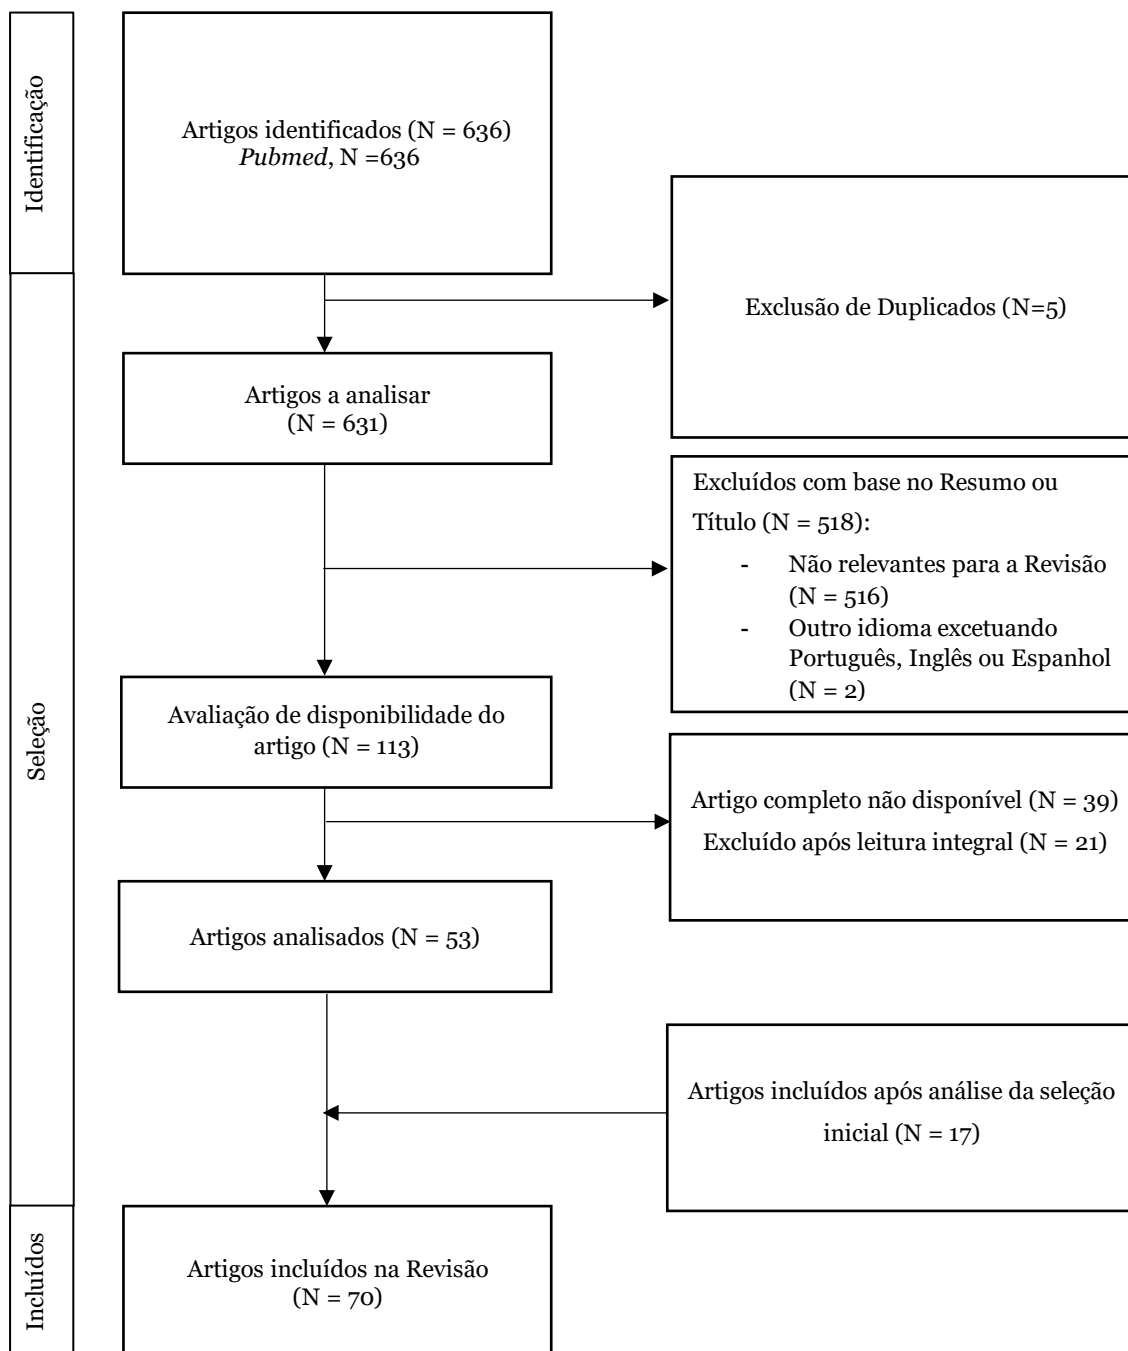 Identificação
Artigos identificados (N = 636)
Pubmed, N =636
Exclusão de Duplicados (N=5)
Seleção
Artigos a analisar
(N = 631)
Excluídos com base no Resumo ou
Título (N = 518):
- Não relevantes para a Revisão
(N = 516)
- Outro idioma excetuando
Português, Inglês ou Espanhol
(N = 2)
Avaliação de disponibilidade do
artigo (N = 113)
Artigo completo não disponível (N = 39)
Excluído após leitura integral (N = 21)
Artigos analisados (N = 53)
Artigos incluídos após análise da seleção
inicial (N = 17)
Incluídos
Artigos incluídos na Revisão
(N = 70)